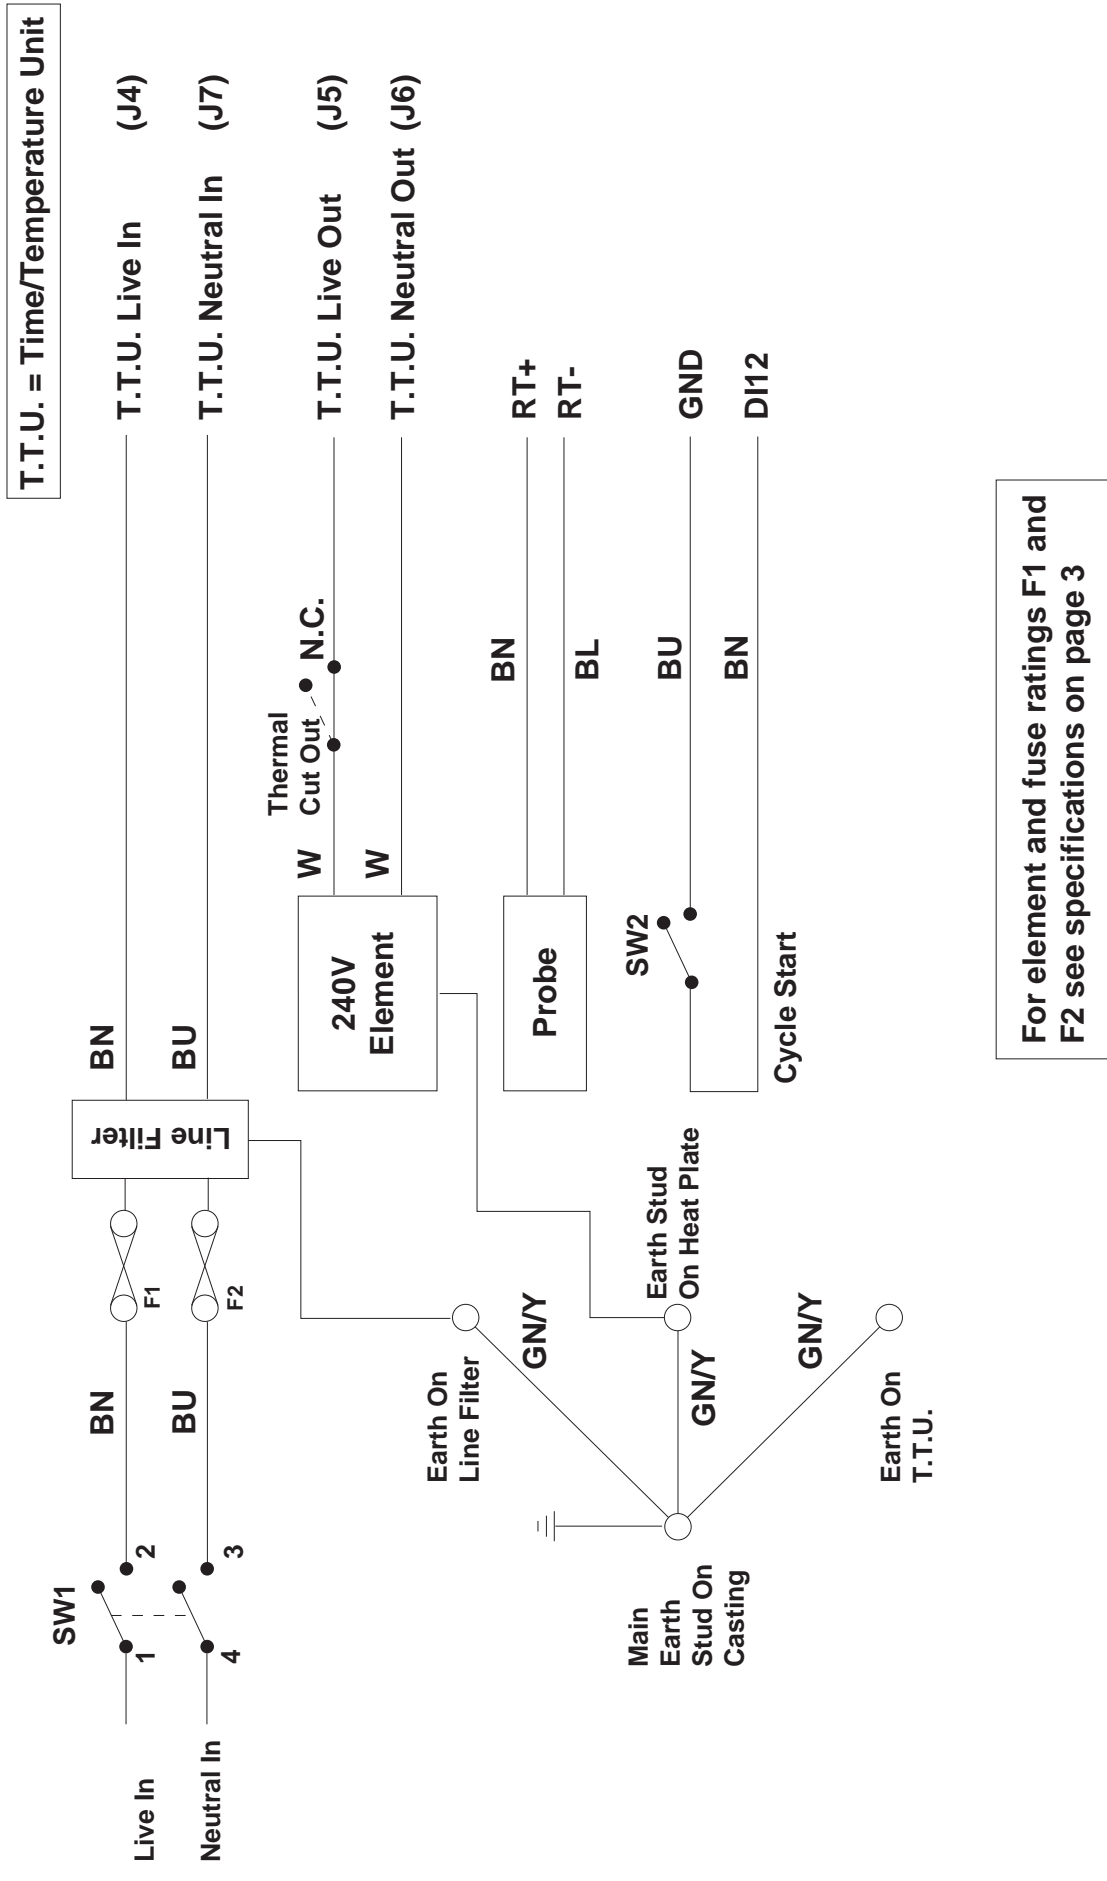 T.T.U. = Time/Temperature Unit
SW1
Live In
1
2
BN
F1
BN
T.T.U. Live In (J4)
Neutral In
4
3
BU
F2
BU
T.T.U. Neutral In (J7)
Line Filter
Thermal
Cut Out
N.C.
W
T.T.U. Live Out (J5)
240V
Element
W
T.T.U. Neutral Out (J6)
Earth On
Line Filter
GN/Y
Probe
BN
RT+
BL
RT-
Main
Earth
Stud On
Casting
GN/Y
Earth Stud
On Heat Plate
SW2
BU
GND
BN
DI12
Cycle Start
GN/Y
Earth On
T.T.U.
For element and fuse ratings F1 and
F2 see specifications on page 3